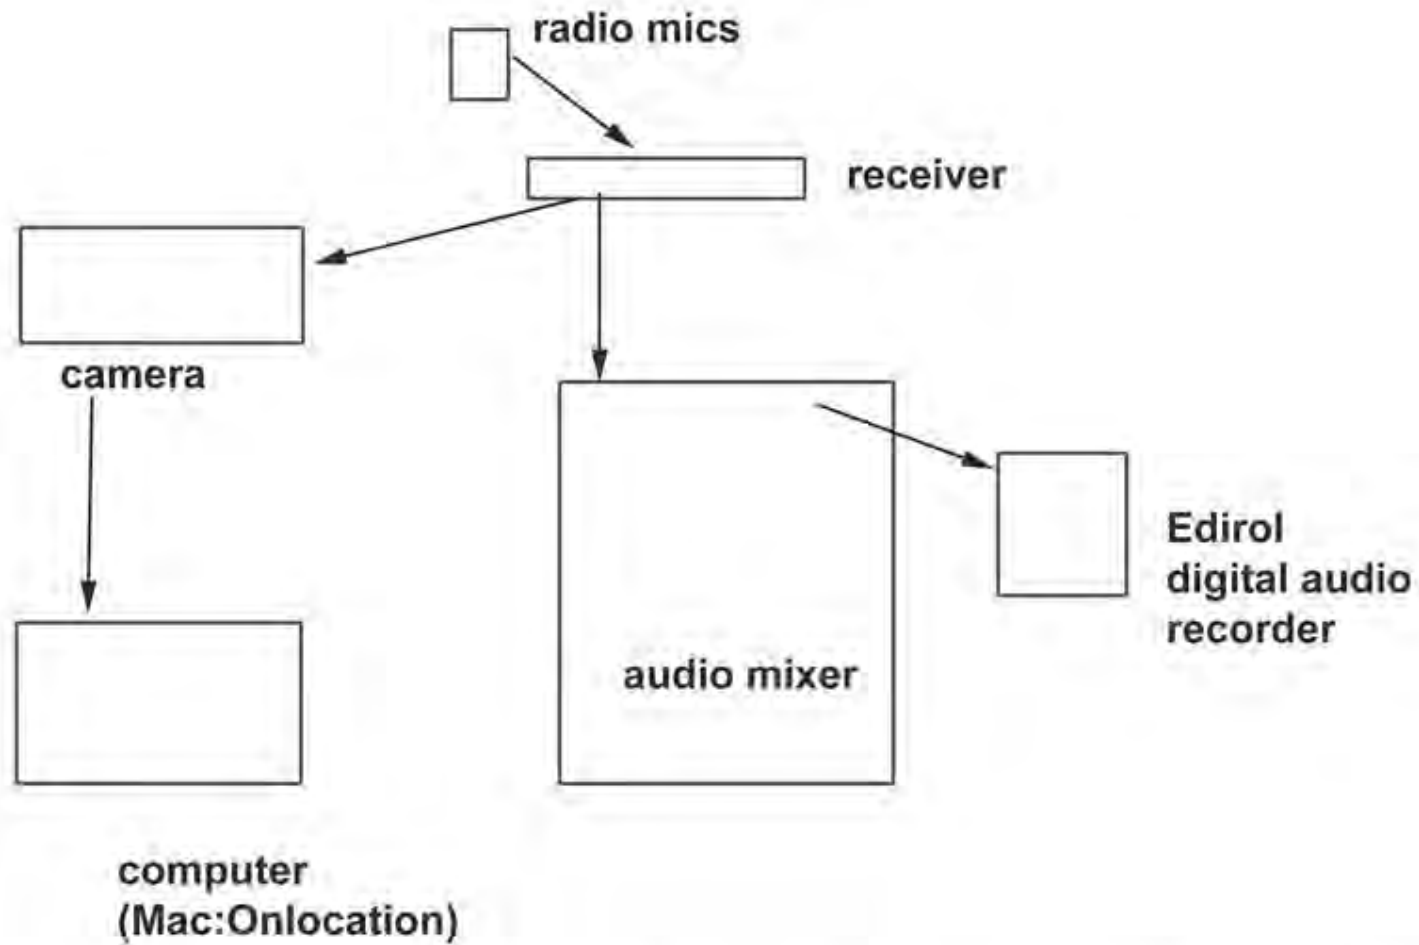 radio mics
receiver
camera
Edirol
digital audio
recorder
audio mixer
computer
(Mac:Onlocation)